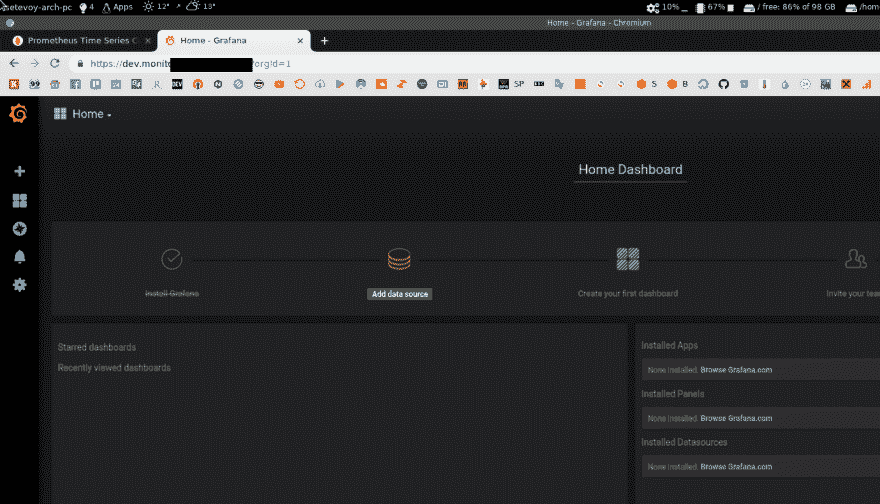 setevoy-arch-pc 4 Apps 12° 13° 10% 67% / free: 86% of 98 GB /hom
Home - Grafana - Chromium
Prometheus Time Series C × Home - Grafana × +
https://dev.monito ?orgId=1
DEV SP S B
Home
Home Dashboard
Install Grafana
Add data source
Create your first dashboard
Invite your tea
Starred dashboards
Recently viewed dashboards
Installed Apps
None installed. Browse Grafana.com
Installed Panels
None installed. Browse Grafana.com
Installed Datasources
None installed. Browse Grafana.com